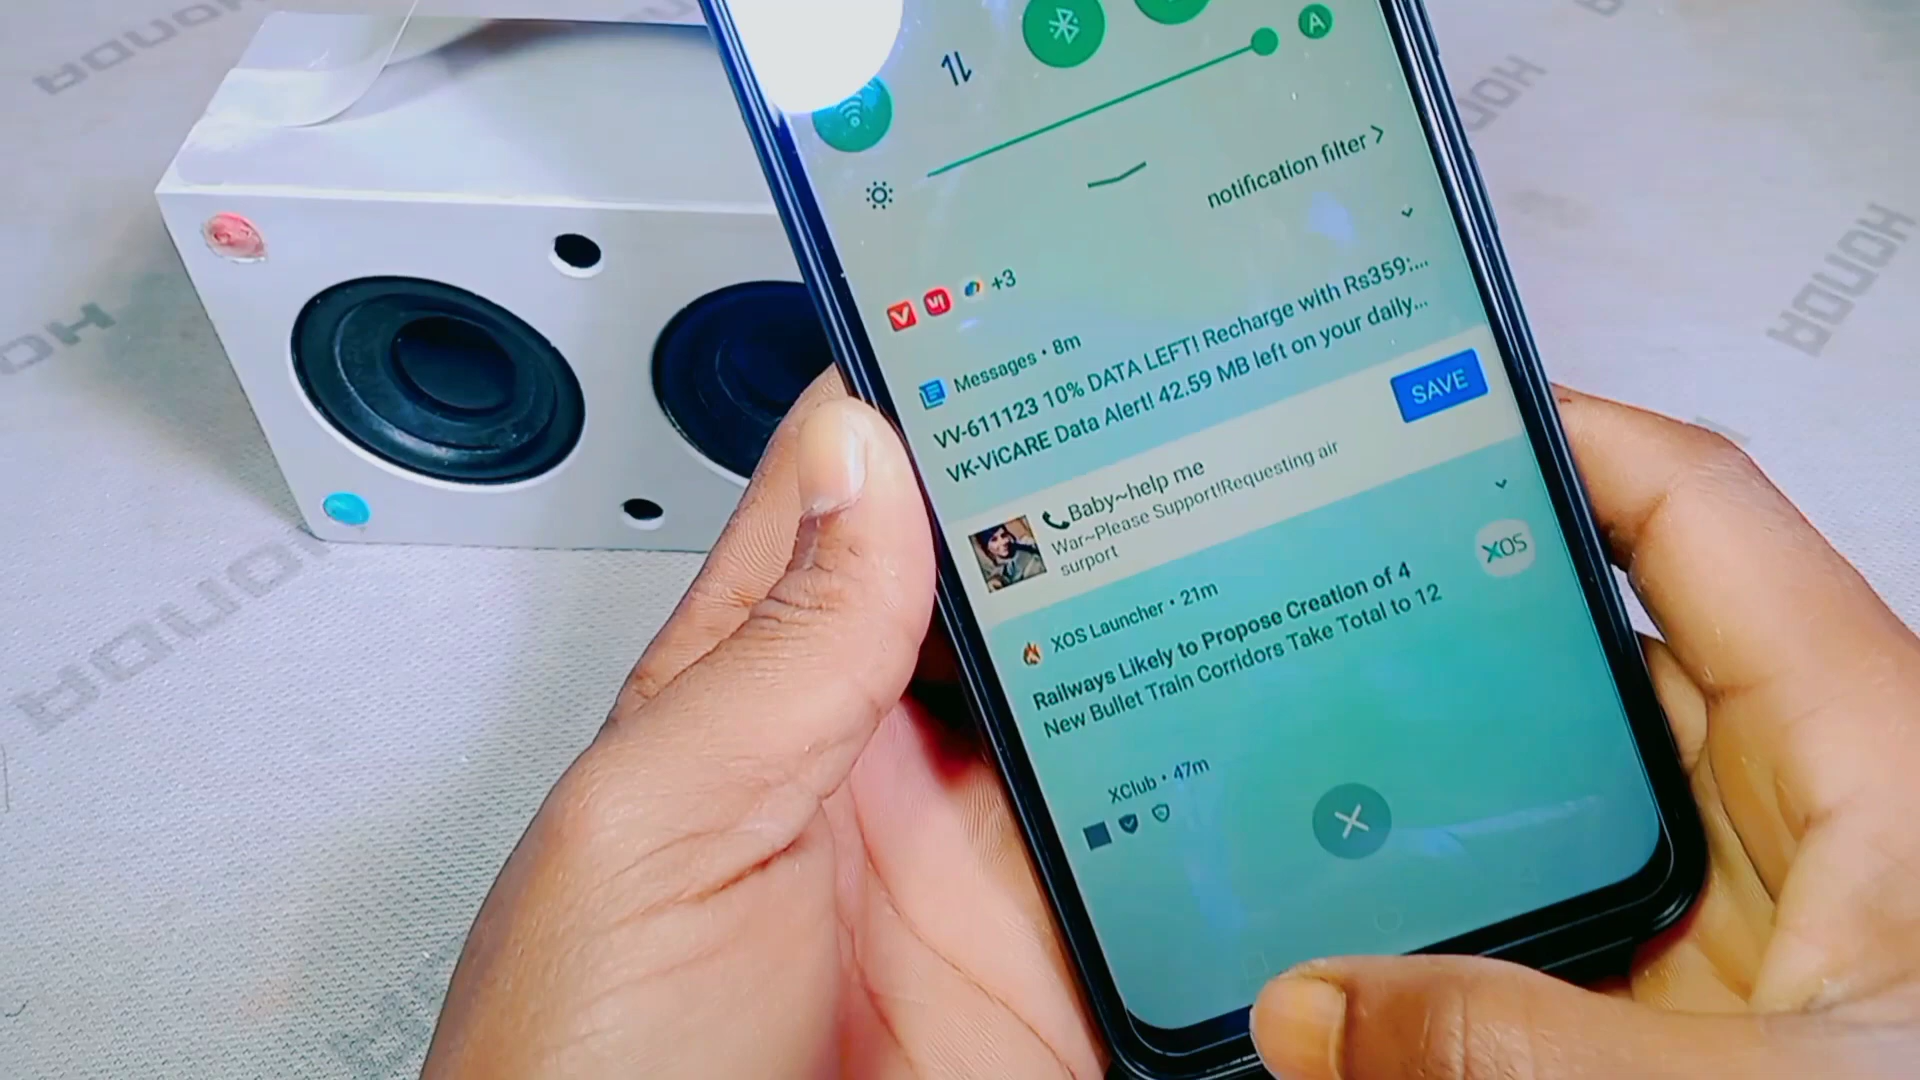 HONOR
HONOR
HONOR
HONOR
HONOR
A
notification filter >
+3
Messages • 8m
VV-611123 10% DATA LEFT! Recharge with Rs359:...
VK-ViCARE Data Alert! 42.59 MB left on your daily...
SAVE
Baby~help me
War~Please Support!Requesting air
surport
XOS Launcher • 21m
XOS
Railways Likely to Propose Creation of 4
New Bullet Train Corridors Take Total to 12
XClub • 47m